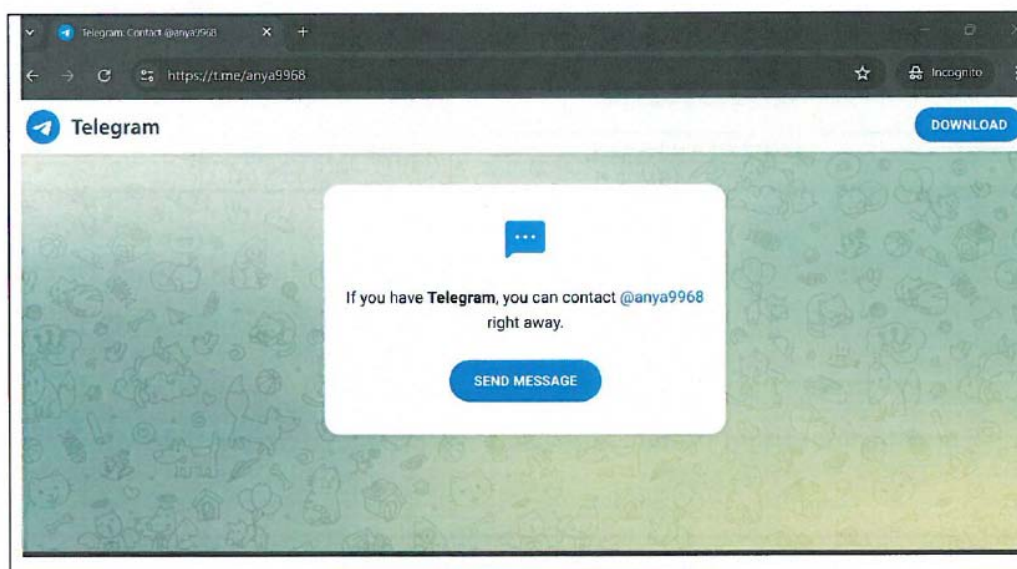 Telegram: Contact @anya9968
https://t.me/anya9968
Incognito
Telegram
DOWNLOAD
If you have Telegram, you can contact @anya9968
right away.
SEND MESSAGE